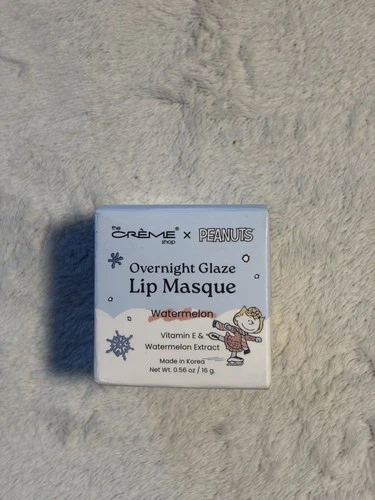 the CRÈME shop® × PEANUTS
Overnight Glaze
Lip Masque
Watermelon
Vitamin E &
Watermelon Extract
Made in Korea
Net Wt. 0.56 oz / 16 g.